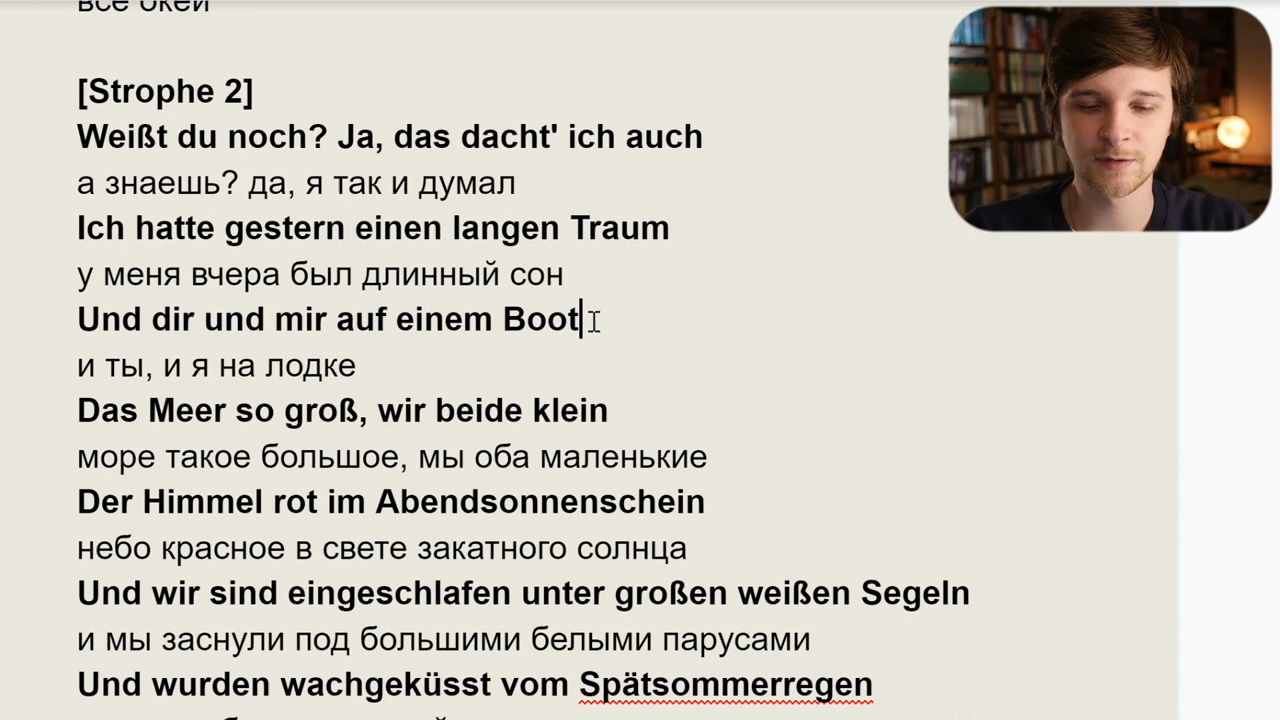 все окей
[Strophe 2]
Weißt du noch? Ja, das dacht' ich auch
а знаешь? да, я так и думал
Ich hatte gestern einen langen Traum
у меня вчера был длинный сон
Und dir und mir auf einem Boot
и ты, и я на лодке
Das Meer so groß, wir beide klein
море такое большое, мы оба маленькие
Der Himmel rot im Abendsonnenschein
небо красное в свете закатного солнца
Und wir sind eingeschlafen unter großen weißen Segeln
и мы заснули под большими белыми парусами
Und wurden wachgeküsst vom Spätsommerregen